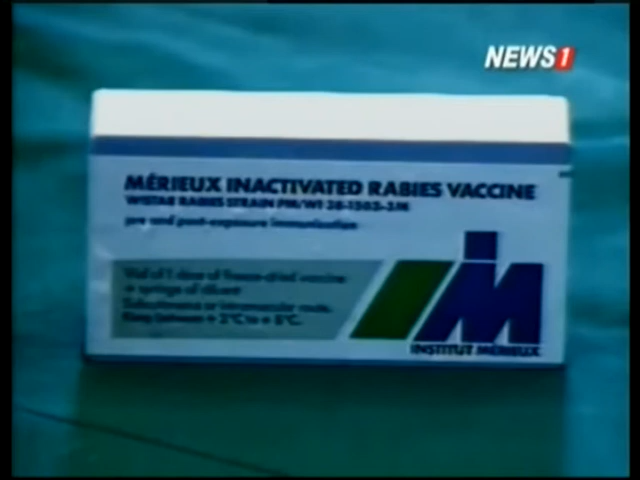 NEWS1
MÉRIEUX INACTIVATED RABIES VACCINE
WISTAR RABIES STRAIN PM/WI 38-1503-3M
pre and post-exposure immunisation
Vial of 1 dose of freeze-dried vaccine
syringe of diluent
Subcutaneous or intramuscular route.
Keep between + 2°C to + 8°C.
INSTITUT MÉRIEUX